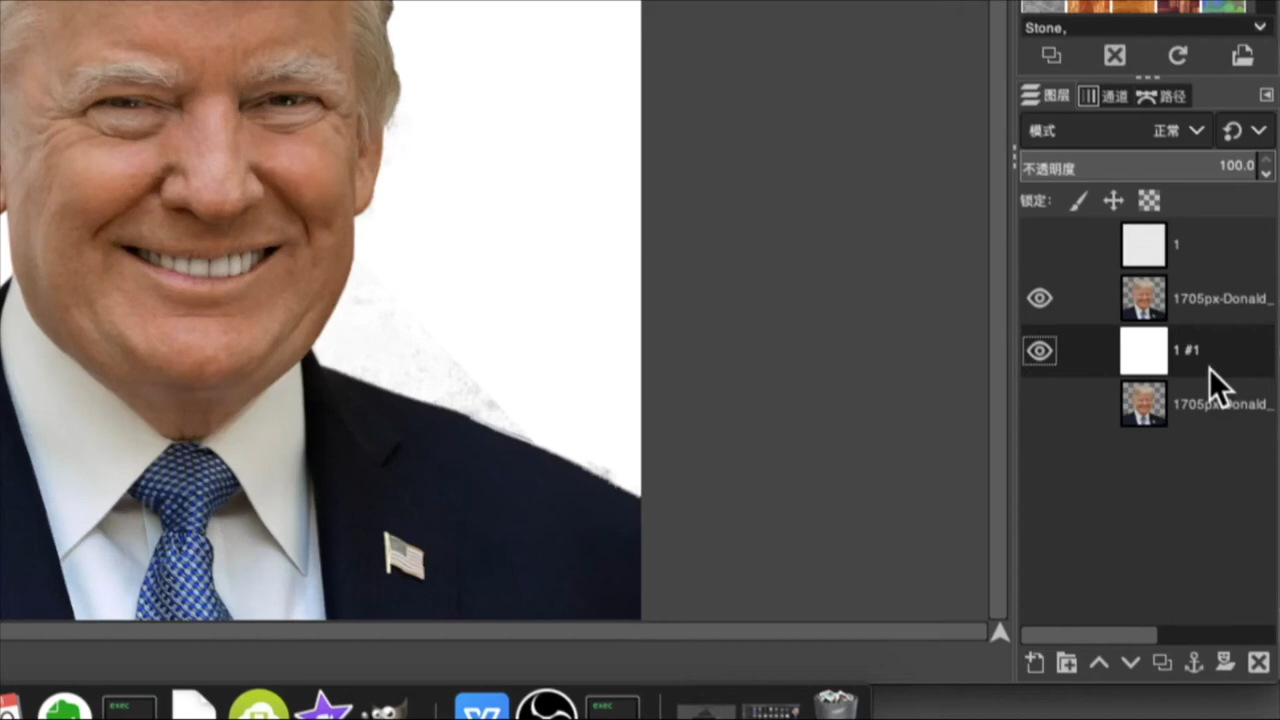 Stone,
图层 通道 路径
模式 正常
不透明度 100.0
锁定:
1
1705px-Donald_
1 #1
1705px-Donald_
exec
exec